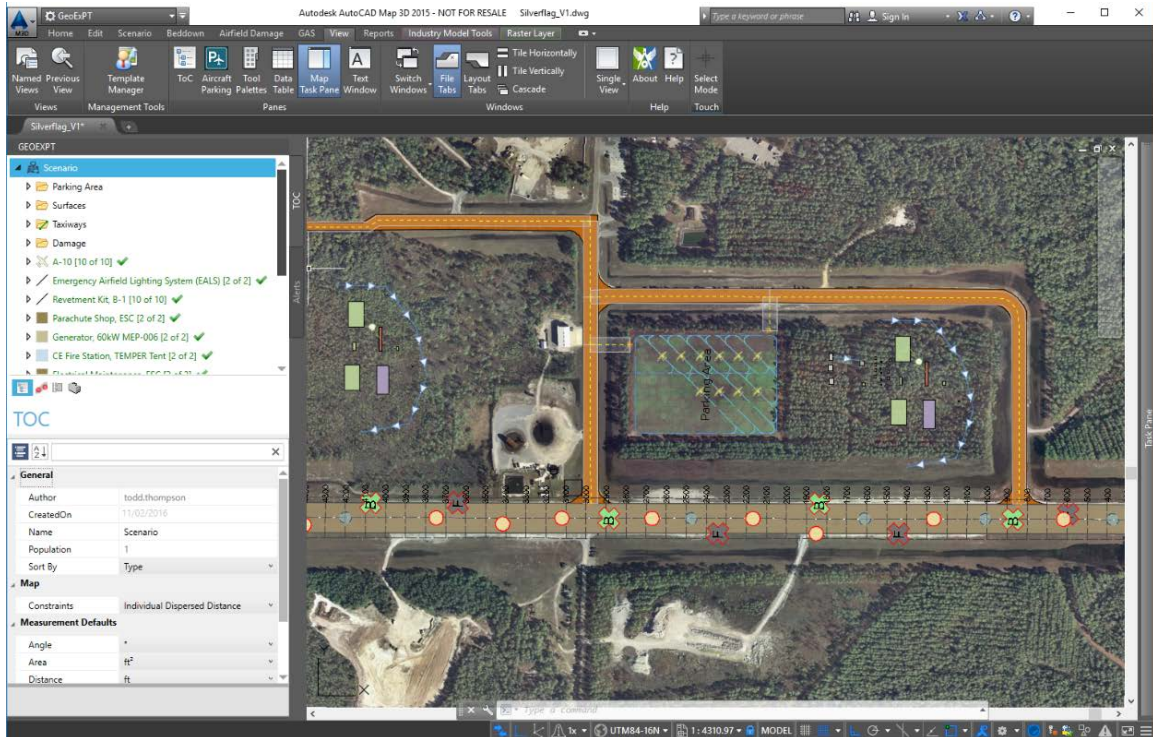 M3D GeoExPT Autodesk AutoCAD Map 3D 2015 - NOT FOR RESALE Silverflag_V1.dwg Type a keyword or phrase Sign In
Home Edit Scenario Beddown Airfield Damage GAS View Reports Industry Model Tools Raster Layer
Named Views Previous View Template Manager ToC Aircraft Parking Tool Palettes Data Table Map Task Pane Text Window Switch Windows File Tabs Layout Tabs Tile Horizontally Tile Vertically Cascade Single View About Help Select Mode
Views Management Tools Panes Windows Help Touch
Silverflag_V1*
GEOEXPT
Scenario
Parking Area
Surfaces
Taxiways
Damage
A-10 [10 of 10]
Emergency Airfield Lighting System (EALS) [2 of 2]
Revetment Kit, B-1 [10 of 10]
Parachute Shop, ESC [2 of 2]
Generator, 60kW MEP-006 [2 of 2]
CE Fire Station, TEMPER Tent [2 of 2]
Electrical Maintenance, ESC [2 of 2]
TOC
Alerts
TOC
General
Author todd.thompson
CreatedOn 11/02/2016
Name Scenario
Population 1
Sort By Type
Map
Constraints Individual Dispersed Distance
Measurement Defaults
Angle °
Area ft²
Distance ft
Parking Area
B F B F B F B
Task Pane
X
Type a command
1x UTM84-16N 1:4310.97 MODEL